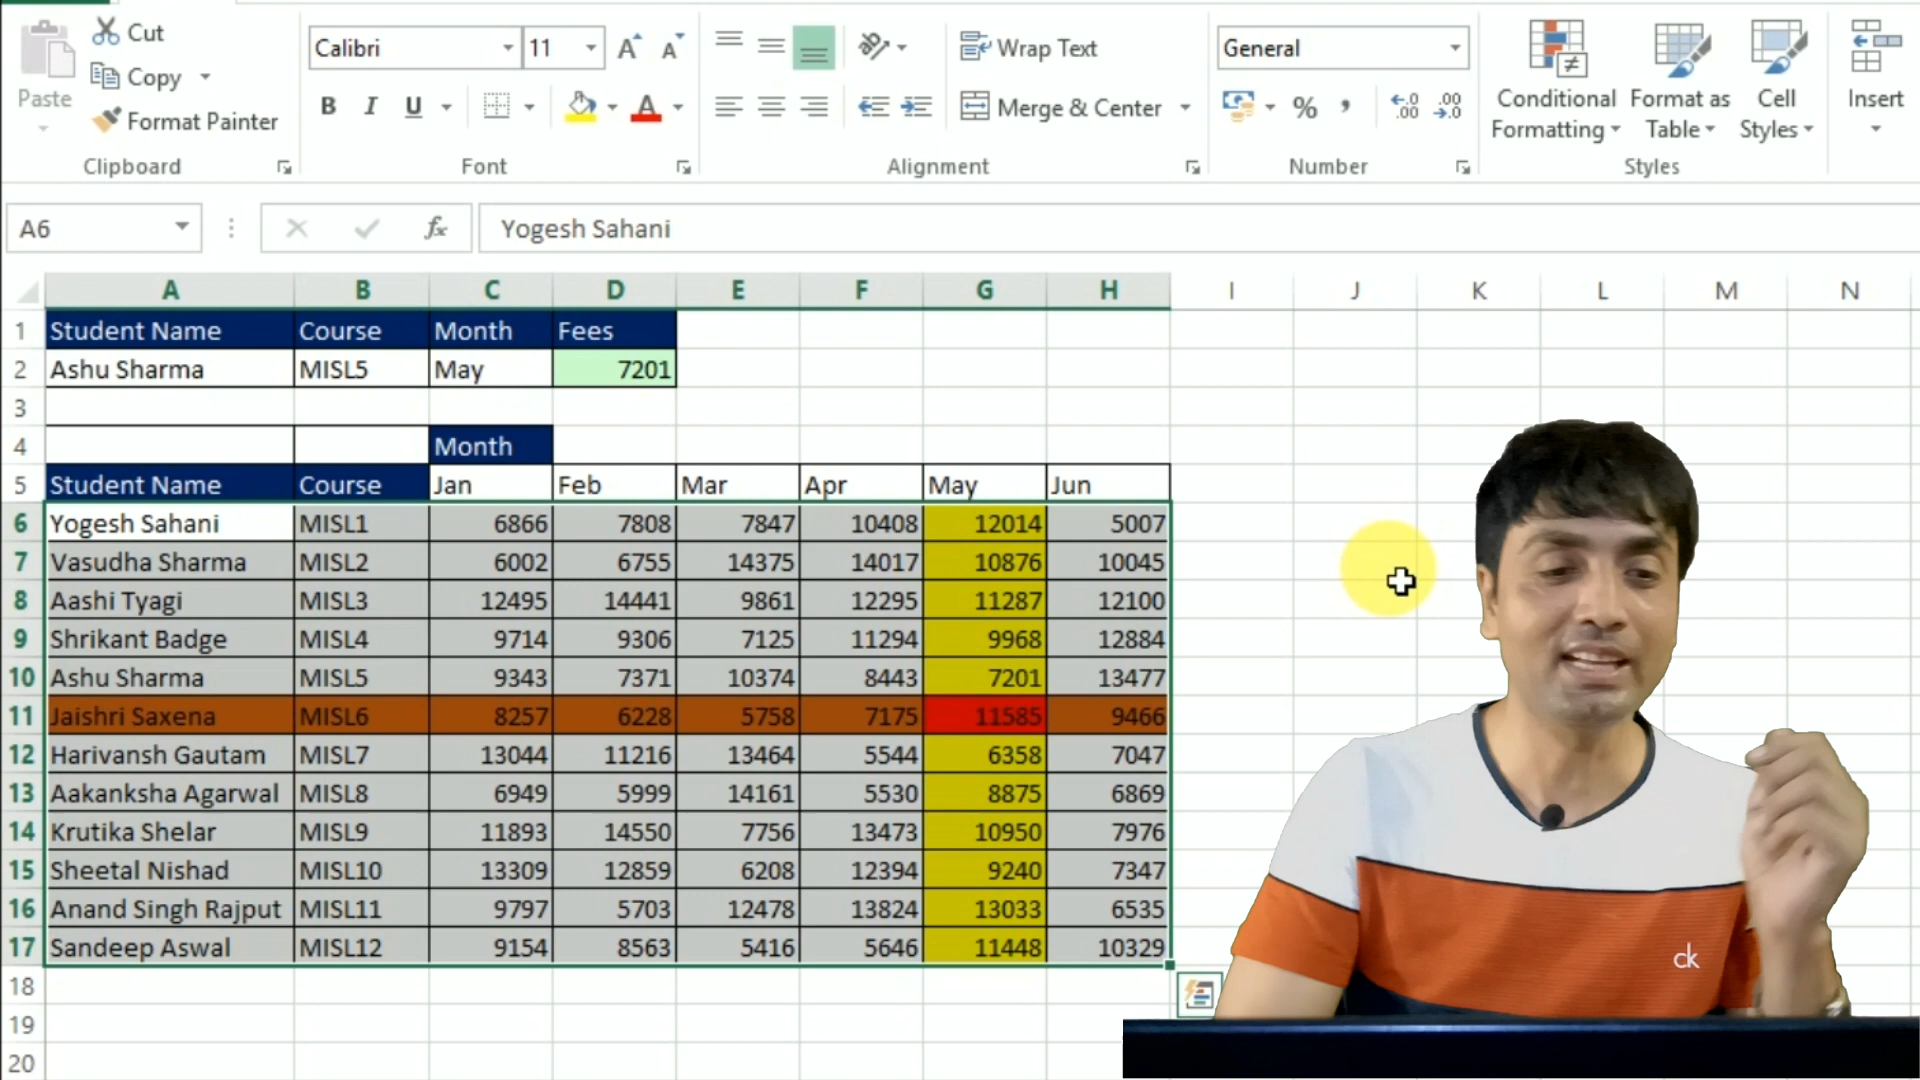 Cut
Copy
Format Painter
Paste
Clipboard
Calibri 11 A A
B I U A
Font
Wrap Text
Merge & Center
Alignment
General
% , .0 .00 .00 .0
Number
Conditional Formatting
Format as Table
Cell Styles
Styles
Insert
A6 fx Yogesh Sahani
A B C D E F G H I J K L M N
1 Student Name Course Month Fees
2 Ashu Sharma MISL5 May 7201
3
4 Month
5 Student Name Course Jan Feb Mar Apr May Jun
6 Yogesh Sahani MISL1 6866 7808 7847 10408 12014 5007
7 Vasudha Sharma MISL2 6002 6755 14375 14017 10876 10045
8 Aashi Tyagi MISL3 12495 14441 9861 12295 11287 12100
9 Shrikant Badge MISL4 9714 9306 7125 11294 9968 12884
10 Ashu Sharma MISL5 9343 7371 10374 8443 7201 13477
11 Jaishri Saxena MISL6 8257 6228 5758 7175 11585 9466
12 Harivansh Gautam MISL7 13044 11216 13464 5544 6358 7047
13 Aakanksha Agarwal MISL8 6949 5999 14161 5530 8875 6869
14 Krutika Shelar MISL9 11893 14550 7756 13473 10950 7976
15 Sheetal Nishad MISL10 13309 12859 6208 12394 9240 7347
16 Anand Singh Rajput MISL11 9797 5703 12478 13824 13033 6535
17 Sandeep Aswal MISL12 9154 8563 5416 5646 11448 10329
18
19
20
ck